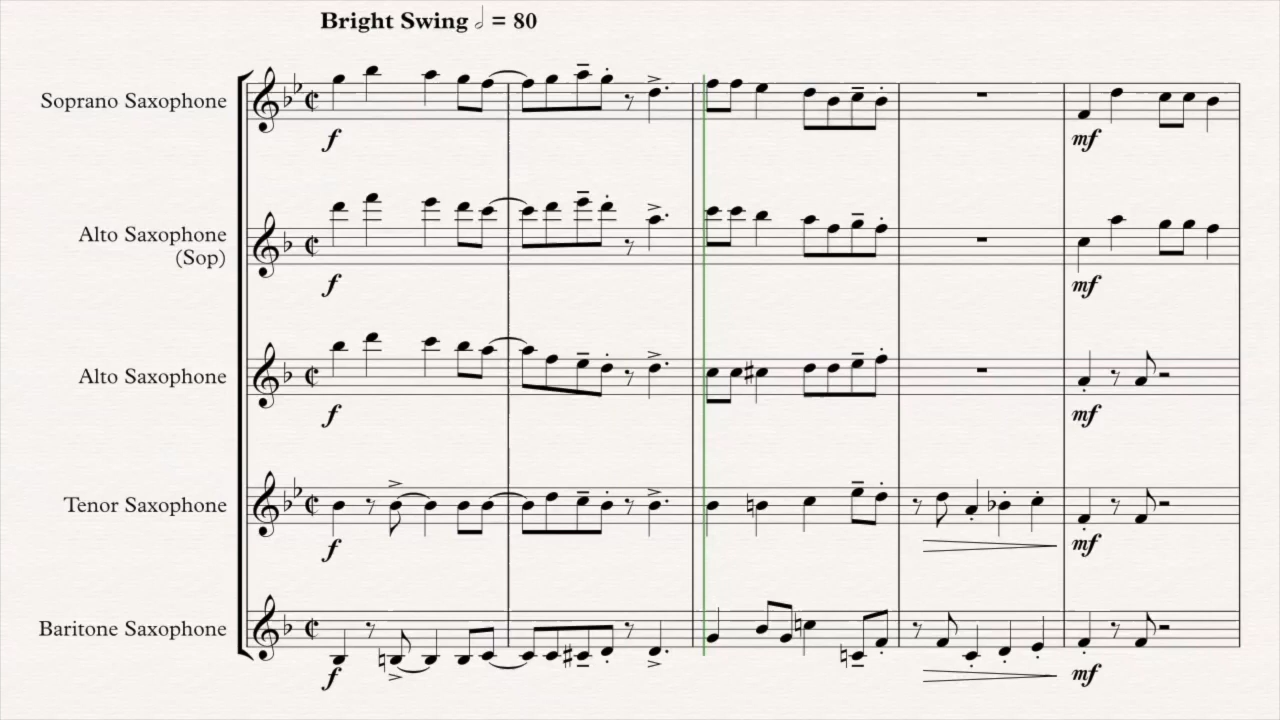 Bright Swing 𝅗𝅥 = 80
Soprano Saxophone
f
mf
Alto Saxophone
(Sop)
f
mf
Alto Saxophone
f
mf
Tenor Saxophone
f
mf
Baritone Saxophone
f
mf